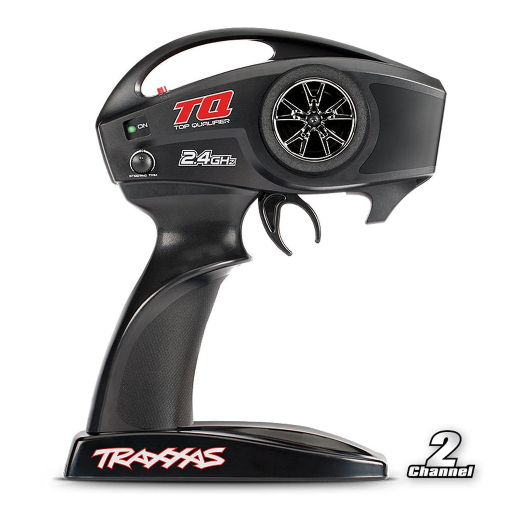 TQ
TOP QUALIFIER
ON
STEERING TRIM
2.4GHz
TRAXXAS
2
Channel